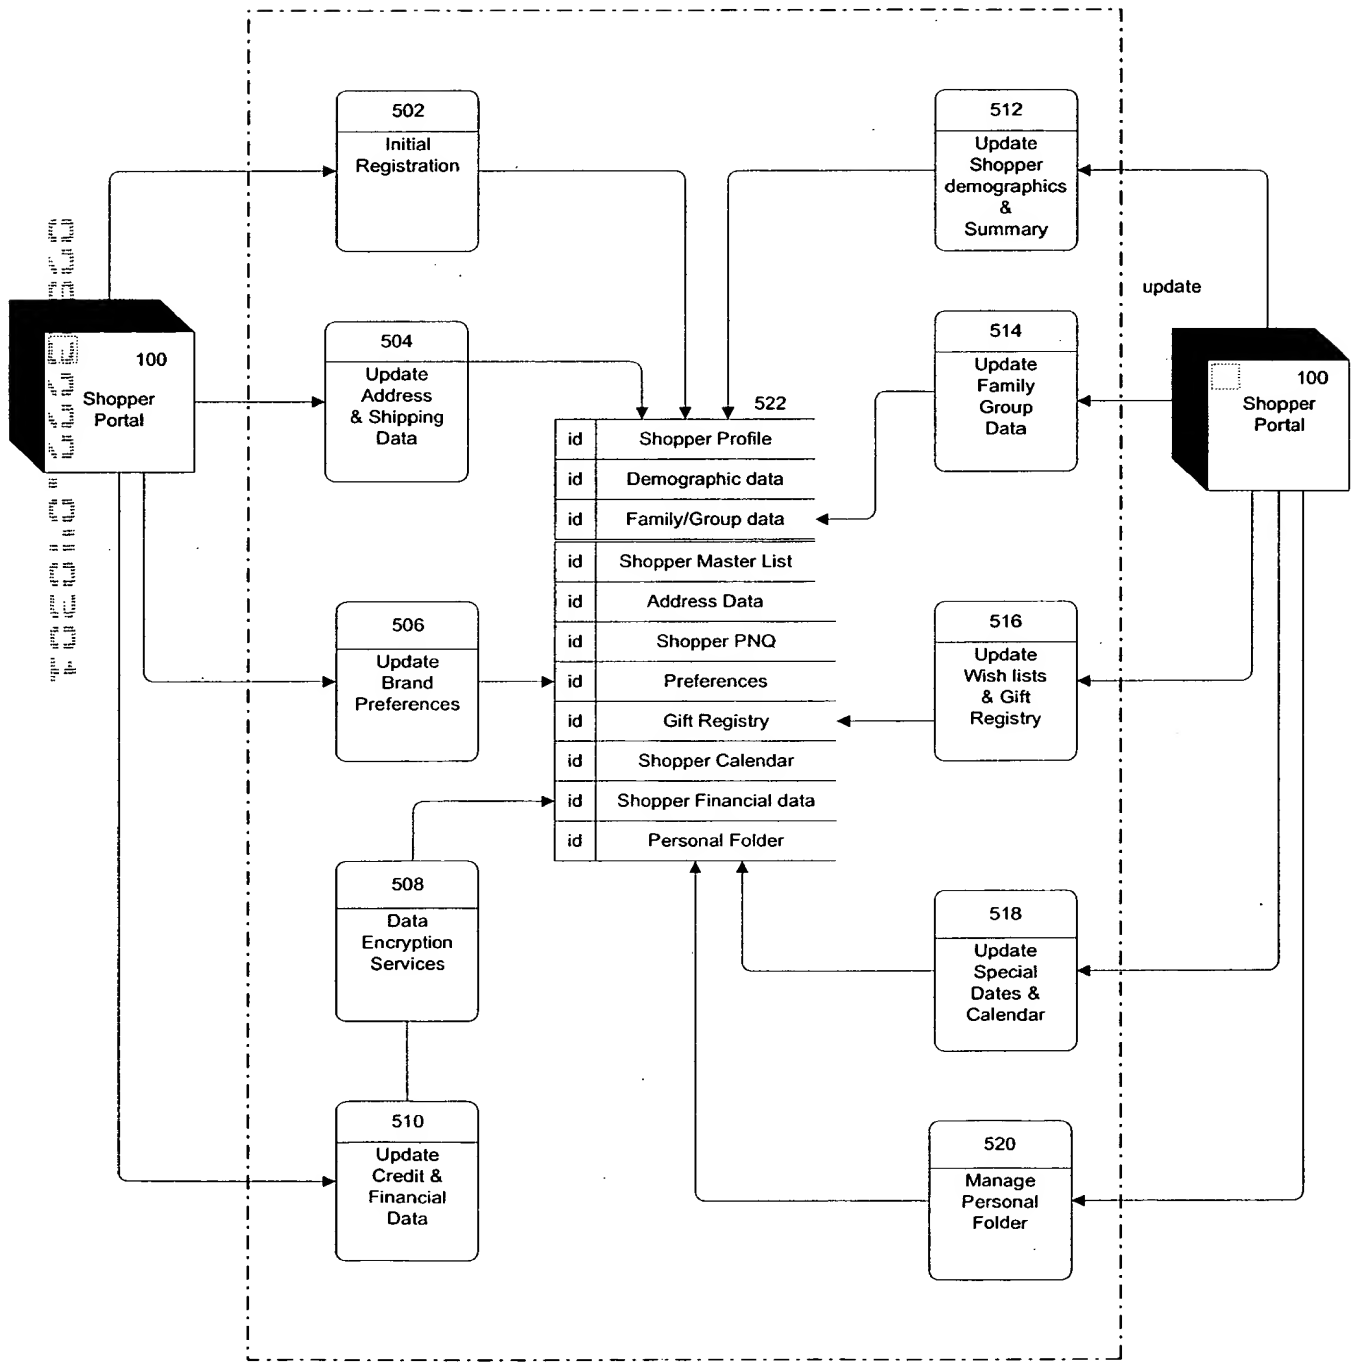 502
Initial
Registration
512
Update
Shopper
demographics
&
Summary
update
100
Shopper
Portal
504
Update
Address
& Shipping
Data
514
Update
Family
Group
Data
100
Shopper
Portal
522
id Shopper Profile
id Demographic data
id Family/Group data
id Shopper Master List
id Address Data
id Shopper PNQ
id Preferences
id Gift Registry
id Shopper Calendar
id Shopper Financial data
id Personal Folder
506
Update
Brand
Preferences
516
Update
Wish lists
& Gift
Registry
508
Data
Encryption
Services
518
Update
Special
Dates &
Calendar
510
Update
Credit &
Financial
Data
520
Manage
Personal
Folder